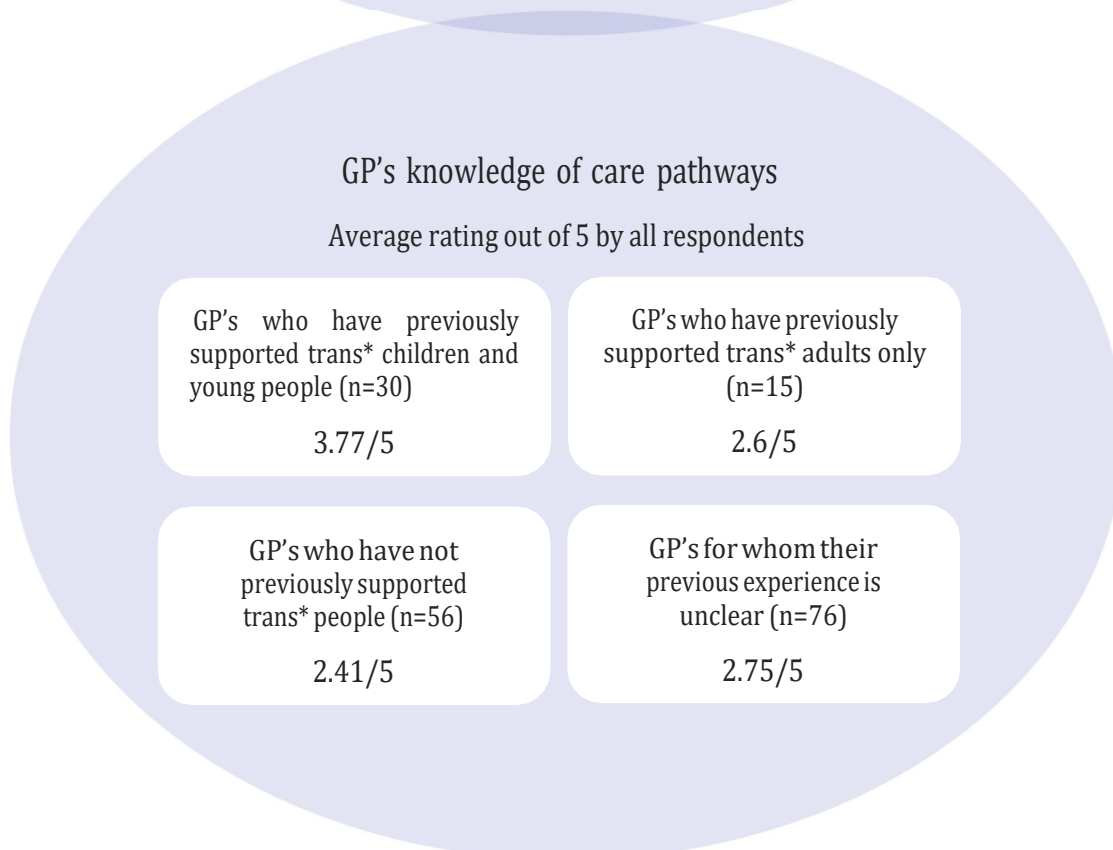 GP's knowledge of care pathways
Average rating out of 5 by all respondents
GP's who have previously
supported trans* children and
young people (n=30)
3.77/5
GP's who have previously
supported trans* adults only
(n=15)
2.6/5
GP's who have not
previously supported
trans* people (n=56)
2.41/5
GP's for whom their
previous experience is
unclear (n=76)
2.75/5